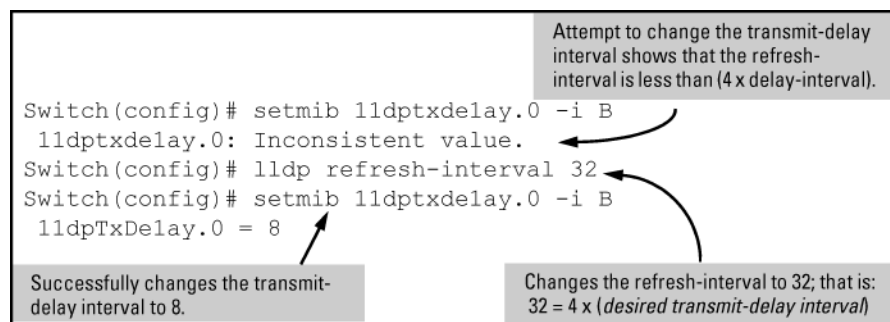 Attempt to change the transmit-delay
interval shows that the refresh-
interval is less than (4 x delay-interval).
Switch(config)# setmib lldptxdelay.0 -i B
lldptxdelay.0: Inconsistent value.
Switch(config)# lldp refresh-interval 32
Switch(config)# setmib lldptxdelay.0 -i B
lldpTxDelay.0 = 8
Successfully changes the transmit-
delay interval to 8.
Changes the refresh-interval to 32; that is:
32 = 4 x (desired transmit-delay interval)